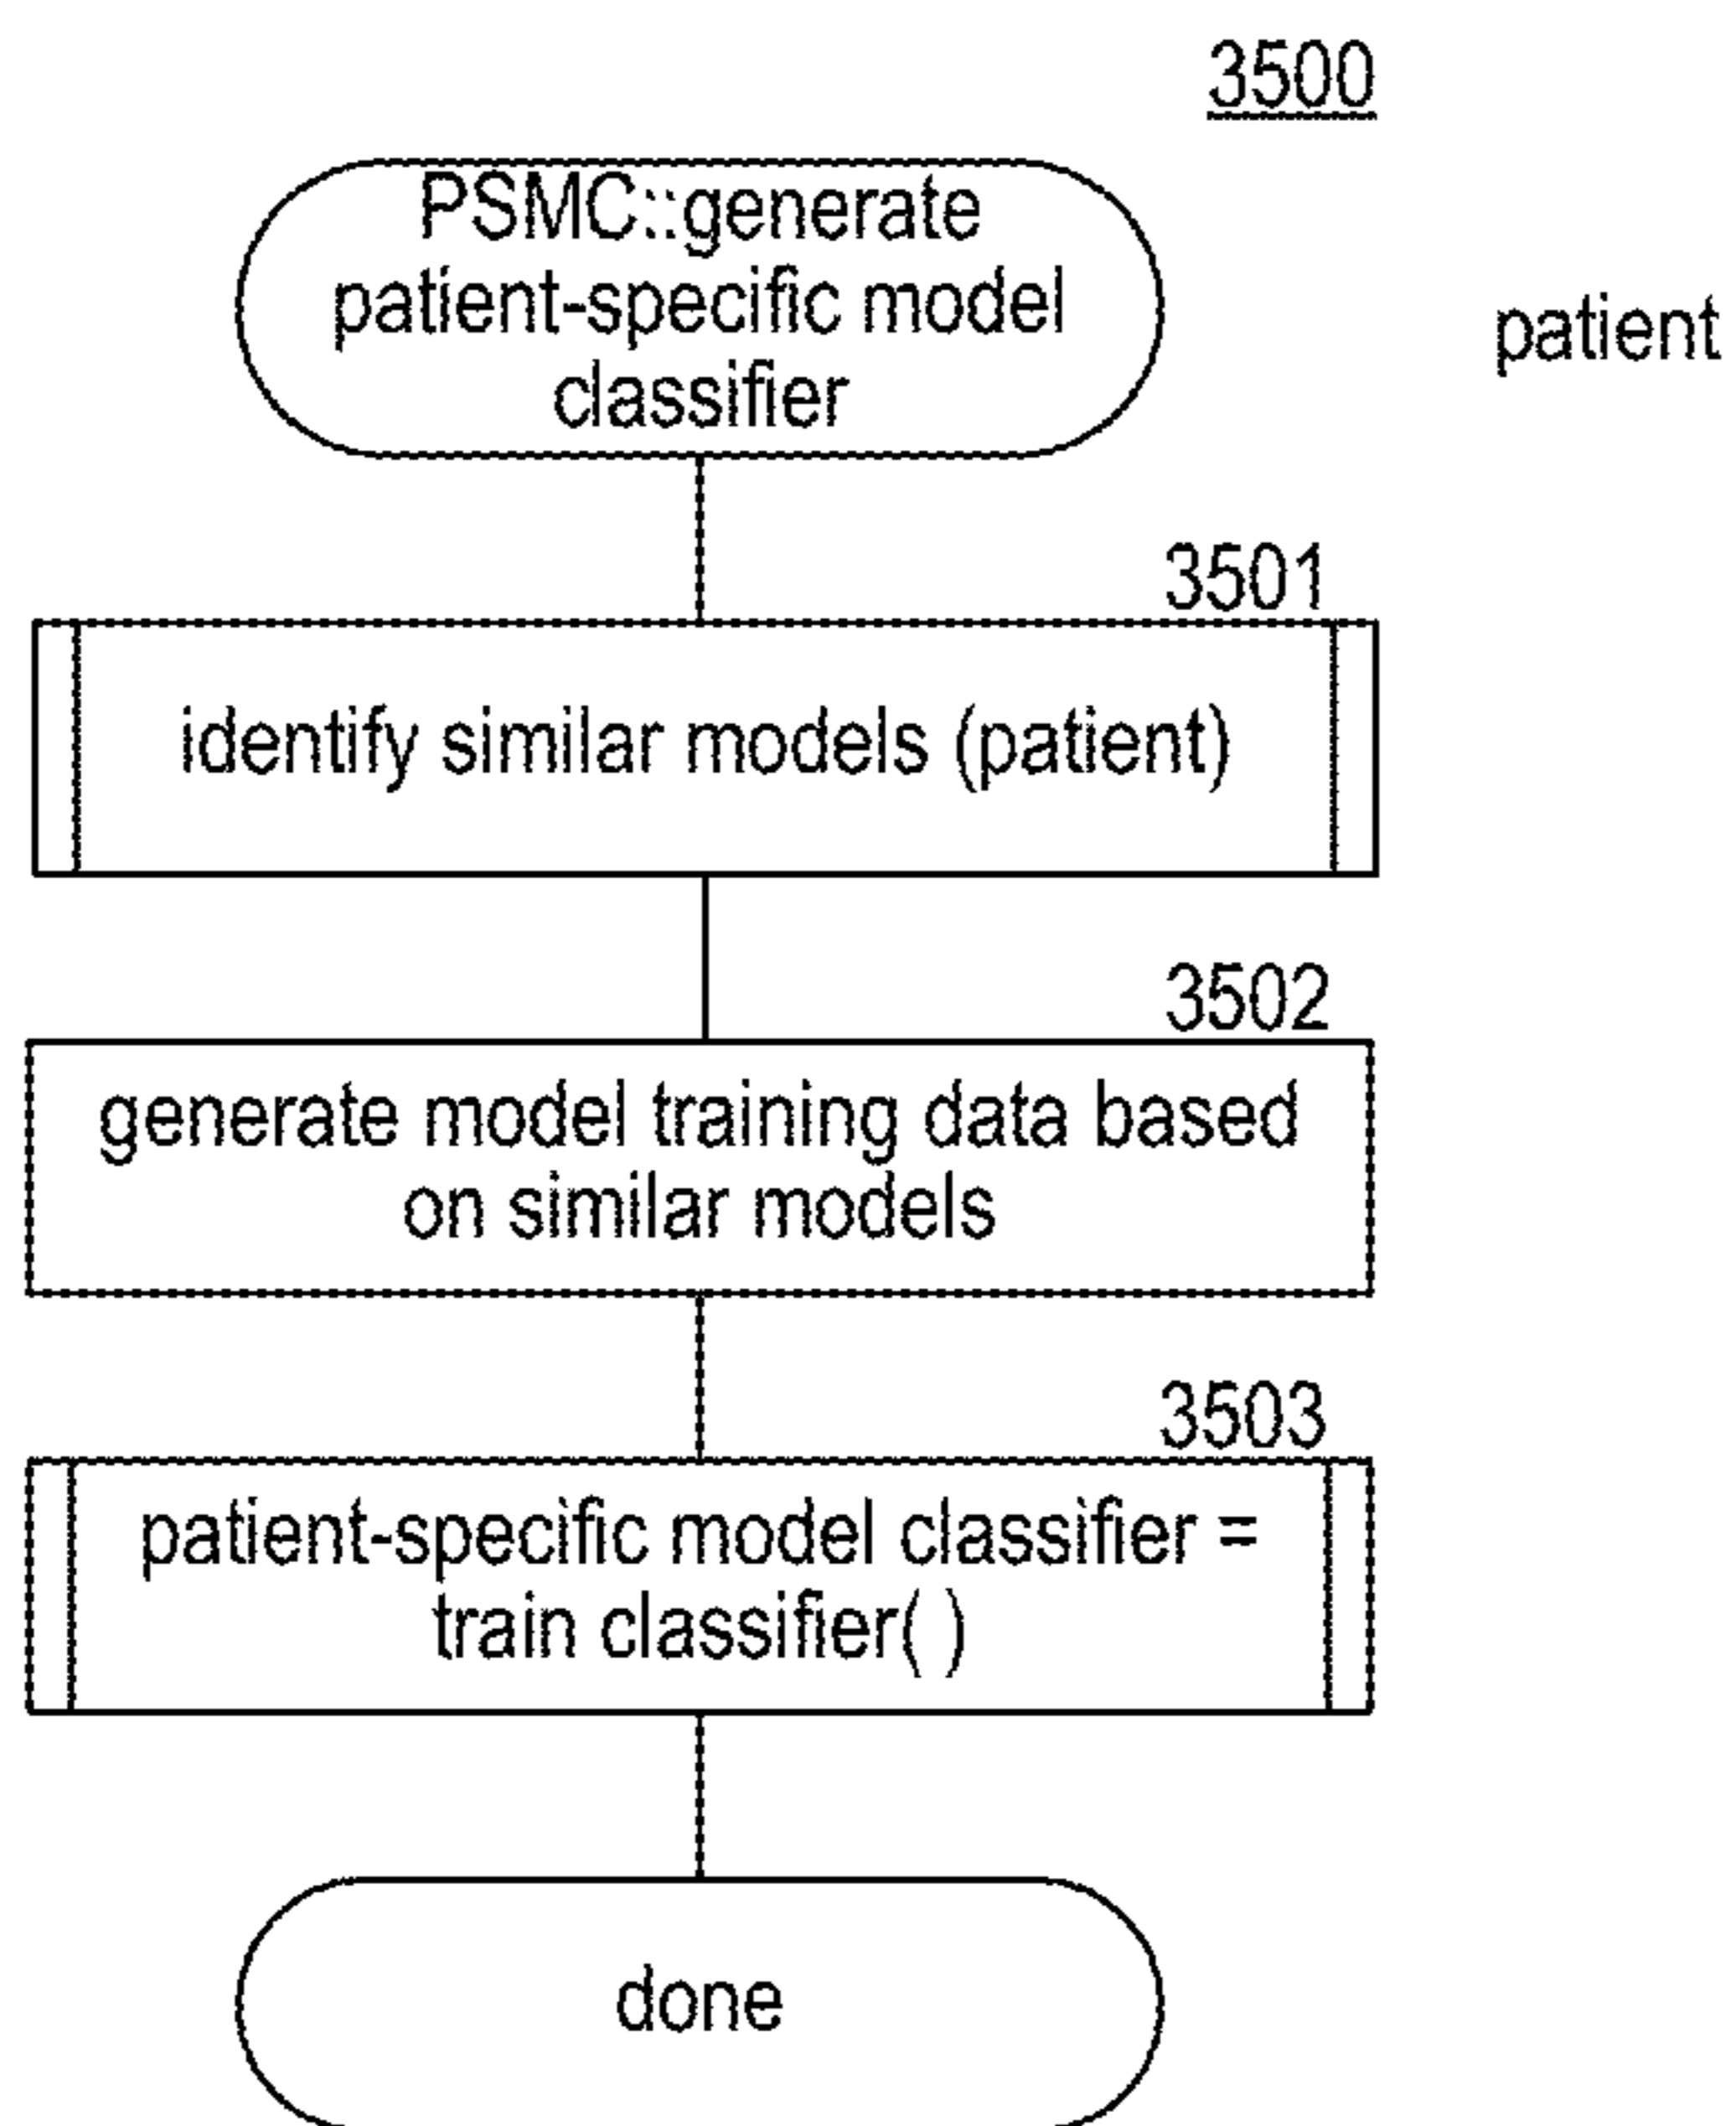 3500
PSMC::generate
patient-specific model
classifier
patient
3501
identify similar models (patient)
3502
generate model training data based
on similar models
3503
patient-specific model classifier =
train classifier( )
done